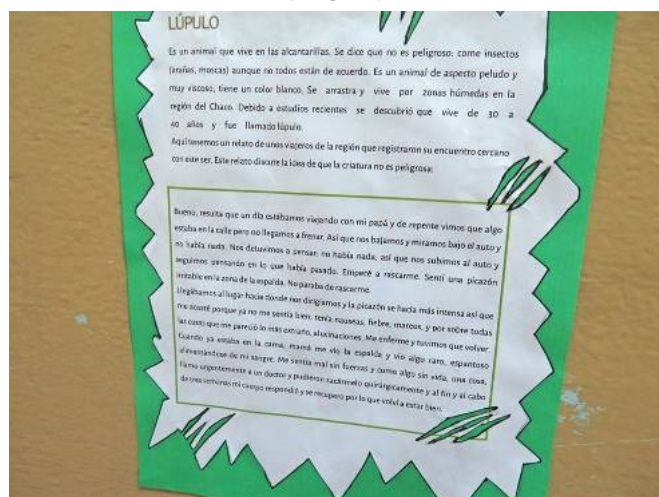 LÚPULO
Es un animal que vive en las alcantarillas. Se dice que no es peligroso: come insectos
(arañas, moscas) aunque no todos están de acuerdo. Es un animal de aspecto peludo y
muy viscoso, tiene un color blanco. Se arrastra y vive por zonas húmedas en la
región del Chaco. Debido a estudios recientes se descubrió que vive de 30 a
40 años y fue llamado lúpulo.
Aquí tenemos un relato de unos viajeros de la región que registraron su encuentro cercano
con este ser. Este relato discute la idea de que la criatura no es peligrosa:
Bueno, resulta que un día estábamos viajando con mi papá y de repente vimos que algo
estaba en la calle pero no llegamos a frenar. Así que nos bajamos y miramos bajo el auto y
no había nada. Nos detuvimos a pensar: no había nada, así que nos subimos al auto y
seguimos pensando en lo que había pasado. Empecé a rascarme. Sentí una picazón
irritable en la zona de la espalda. No paraba de rascarme.
Llegábamos al lugar hacia donde nos dirigíamos y la picazón se hacía más intensa así que
me acosté porque ya no me sentía bien, tenía nauseas, fiebre, mareos, y por sobre todas
las cosas que me pareció lo más extraño, alucinaciones. Me enferme y tuvimos que volver
Cuando ya estaba en la cama, mamá me vio la espalda y vio algo raro, espantoso
alimentándose de mi sangre. Me sentía mal sin fuerzas y como algo sin vida, una cosa,
llamo urgentemente a un doctor y pudieron sacármelo quirúrgicamente y al fin y al cabo
de tres semanas mi cuerpo respondió y se recupero por lo que volví a estar bien.